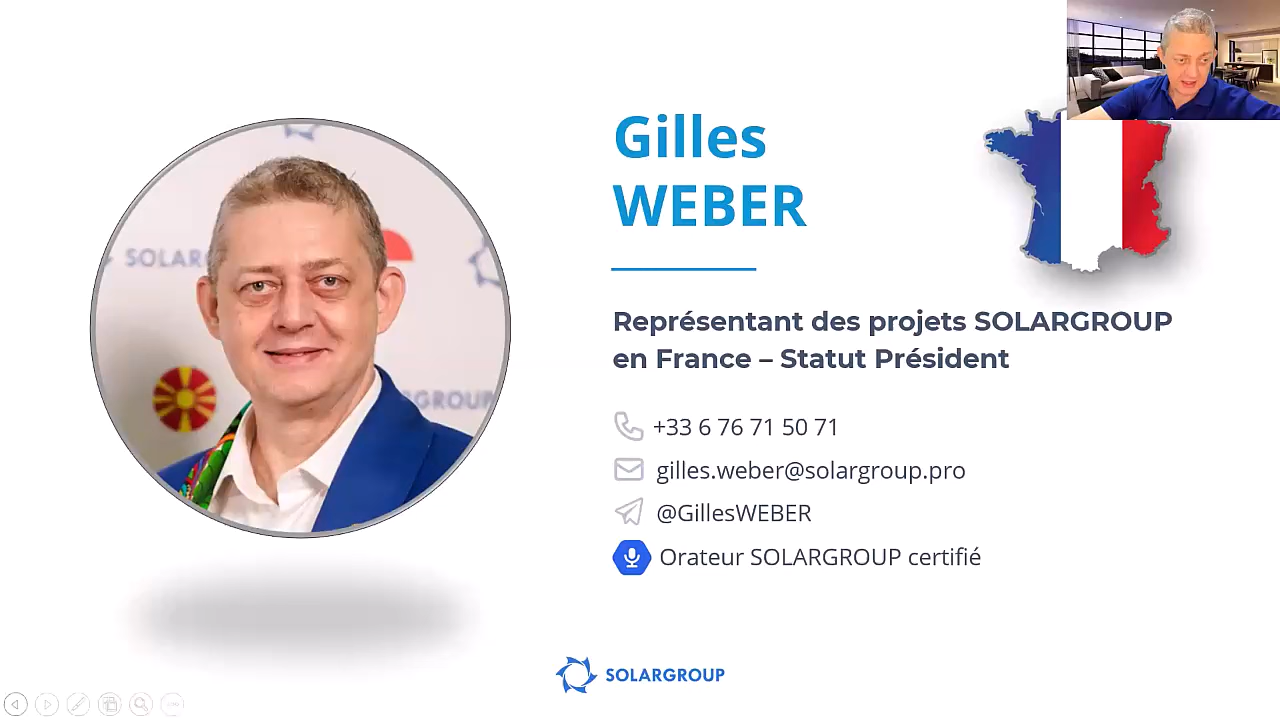 Gilles
WEBER
Représentant des projets SOLARGROUP
en France – Statut Président
+33 6 76 71 50 71
gilles.weber@solargroup.pro
@GillesWEBER
Orateur SOLARGROUP certifié
SOLARGROUP